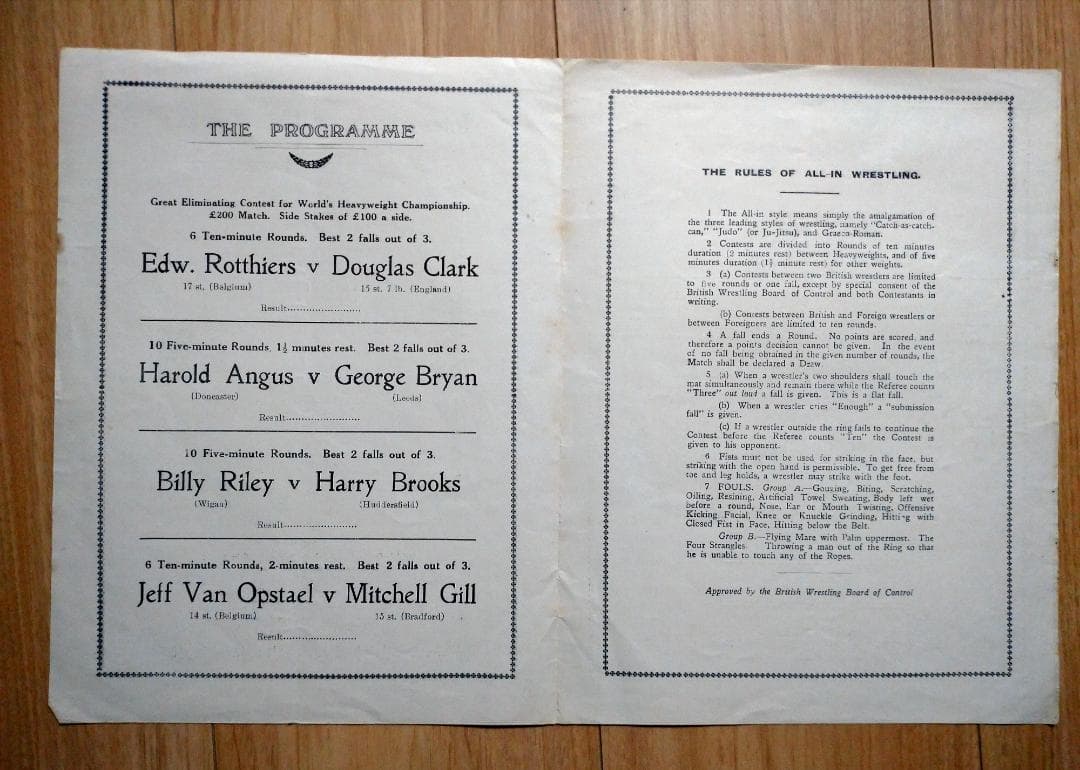 THE PROGRAMME
Great Eliminating Contest for World's Heavyweight Championship.
£200 Match. Side Stakes of £100 a side.
6 Ten-minute Rounds. Best 2 falls out of 3.
Edw. Rotthiers v Douglas Clark
17 st. (Belgium) 15 st. 7 lb. (England)
Result........................
10 Five-minute Rounds, 1½ minutes rest. Best 2 falls out of 3.
Harold Angus v George Bryan
(Doncaster) (Leeds)
Result........................
10 Five-minute Rounds. Best 2 falls out of 3.
Billy Riley v Harry Brooks
(Wigan) (Huddersfield)
Result........................
6 Ten-minute Rounds, 2-minutes rest. Best 2 falls out of 3.
Jeff Van Opstael v Mitchell Gill
14 st. (Belgium) 15 st. (Bradford)
Result........................
THE RULES OF ALL-IN WRESTLING.
1 The All-in style means simply the amalgamation of
the three leading styles of wrestling, namely "Catch-as-catch-
can," "Judo" (or Ju-Jitsu), and Graeco-Roman.
2 Contests are divided into Rounds of ten minutes
duration (2 minutes rest) between Heavyweights, and of five
minutes duration (1½ minute rest) for other weights.
3 (a) Contests between two British wrestlers are limited
to five rounds or one fall, except by special consent of the
British Wrestling Board of Control and both Contestants in
writing.
(b) Contests between British and Foreign wrestlers or
between Foreigners are limited to ten rounds.
4 A fall ends a Round. No points are scored, and
therefore a points decision cannot be given. In the event
of no fall being obtained in the given number of rounds, the
Match shall be declared a Draw.
5 (a) When a wrestler's two shoulders shall touch the
mat simultaneously and remain there while the Referee counts
"Three" out loud a fall is given. This is a flat fall.
(b) When a wrestler cries "Enough" a "submission
fall" is given.
(c) If a wrestler outside the ring fails to continue the
Contest before the Referee counts "Ten" the Contest is
given to his opponent.
6 Fists must not be used for striking in the face, but
striking with the open hand is permissible. To get free from
toe and leg holds, a wrestler may strike with the foot.
7 FOULS. Group A.—Gouging, Biting, Scratching,
Oiling, Resining, Artificial Towel Sweating, Body left wet
before a round, Nose, Ear or Mouth Twisting, Offensive
Kicking Facial, Knee or Knuckle Grinding, Hitting with
Closed Fist in Face, Hitting below the Belt.
Group B.—Flying Mare with Palm uppermost. The
Four Strangles. Throwing a man out of the Ring so that
he is unable to touch any of the Ropes.
Approved by the British Wrestling Board of Control